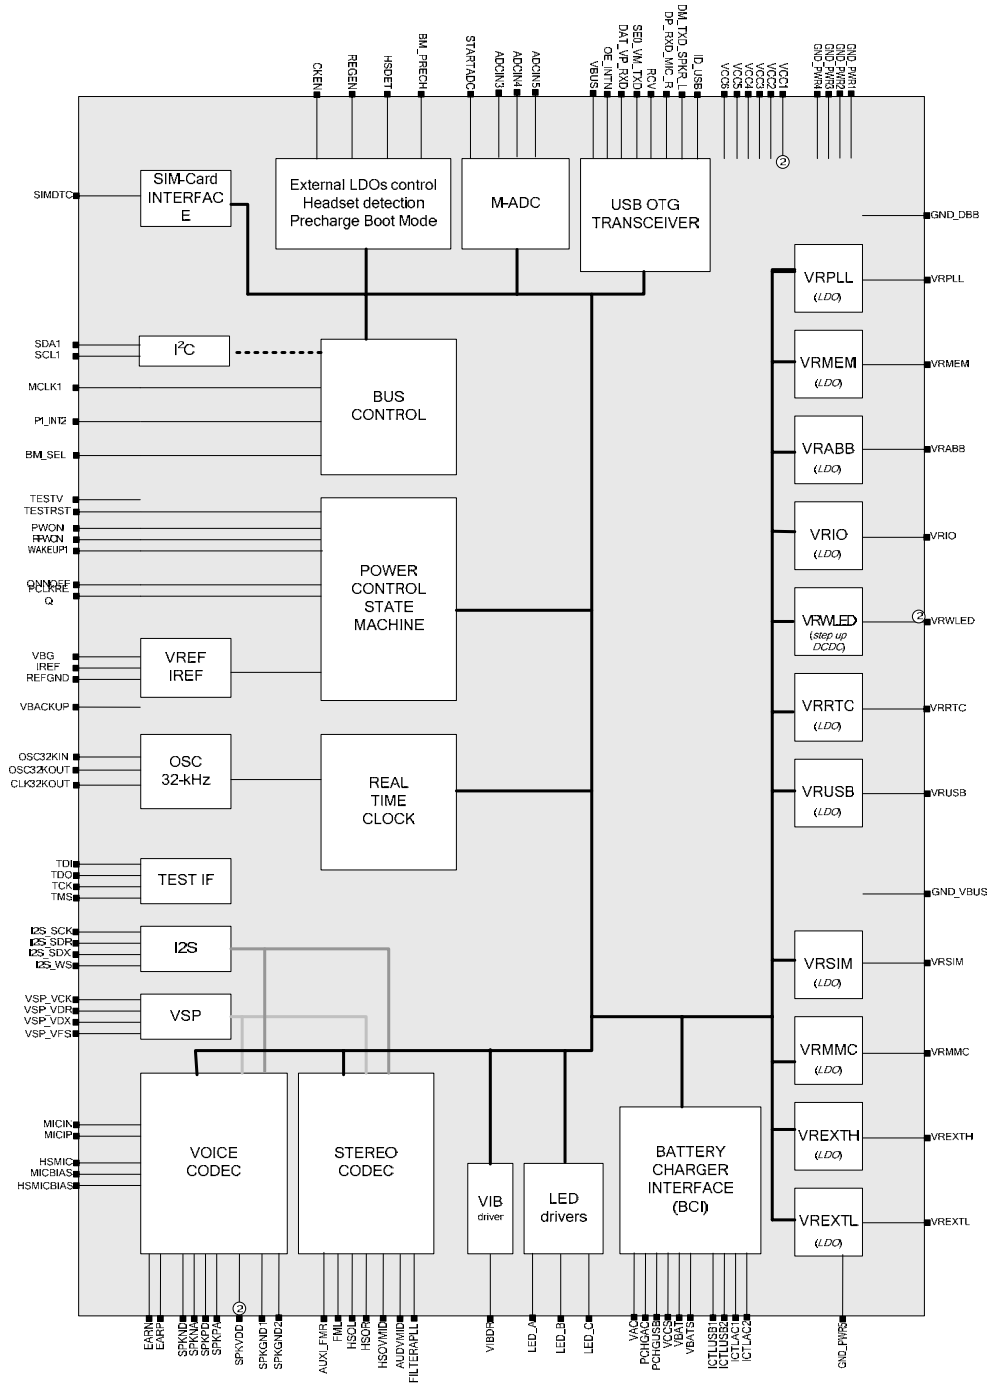 CKEN
REGEN
HSDET
BM_PRECH
STARTADC
ADCIN3
ADCIN4
ADCIN5
VBUS
OE_INTN
DAT_VP_RXD
SE0_VM_TXD
RCV
DP_RXD_MIC_R
DM_TXD_SPKR_L
ID_USB
VCC6
VCC5
VCC4
VCC3
VCC2
VCC1
GND_PWR4
GND_PWR3
GND_PWR2
GND_PWR1
2
SIMDTC
SIM-Card
INTERFAC
E
External LDOs control
Headset detection
Precharge Boot Mode
M-ADC
USB OTG
TRANSCEIVER
GND_DBB
VRPLL
(LDO)
VRPLL
SDA1
SCL1
I²C
BUS
CONTROL
VRMEM
(LDO)
VRMEM
MCLK1
P1_INT2
BM_SEL
VRABB
(LDO)
VRABB
TESTV
TESTRST
PWON
RPWON
WAKEUP1
VRIO
(LDO)
VRIO
ONNOFF
PCLKRE
Q
POWER
CONTROL
STATE
MACHINE
VRWLED
(step up
DCDC)
2
VRWLED
VBG
IREF
REFGND
VREF
IREF
VBACKUP
VRRTC
(LDO)
VRRTC
OSC32KIN
OSC32KOUT
CLK32KOUT
OSC
32-kHz
REAL
TIME
CLOCK
VRUSB
(LDO)
VRUSB
TDI
TDO
TCK
TMS
TEST IF
GND_VBUS
I2S_SCK
I2S_SDR
I2S_SDX
I2S_WS
I2S
VRSIM
(LDO)
VRSIM
VSP_VCK
VSP_VDR
VSP_VDX
VSP_VFS
VSP
VRMMC
(LDO)
VRMMC
MICIN
MICIP
HSMIC
MICBIAS
HSMICBIAS
VOICE
CODEC
STEREO
CODEC
VIB
driver
LED
drivers
BATTERY
CHARGER
INTERFACE
(BCI)
VREXTH
(LDO)
VREXTH
VREXTL
(LDO)
VREXTL
2
EARN
EARP
SPKND
SPKNA
SPKPD
SPKPA
SPKVDD
SPKGND1
SPKGND2
AUXI_FMR
FML
HSOL
HSOR
HSOVMID
AUDVMID
FILTERAPLL
VIBDR
LED_A
LED_B
LED_C
VAC
PCHGAC
PCHGUSB
VCCS
VBAT
VBATS
ICTLUSB1
ICTLUSB2
ICTLAC1
ICTLAC2
GND_PWR5